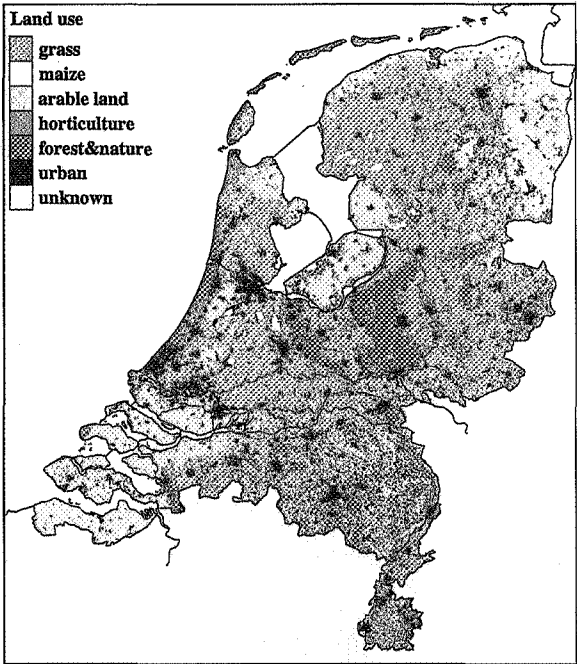 Land use
grass
maize
arable land
horticulture
forest&nature
urban
unknown